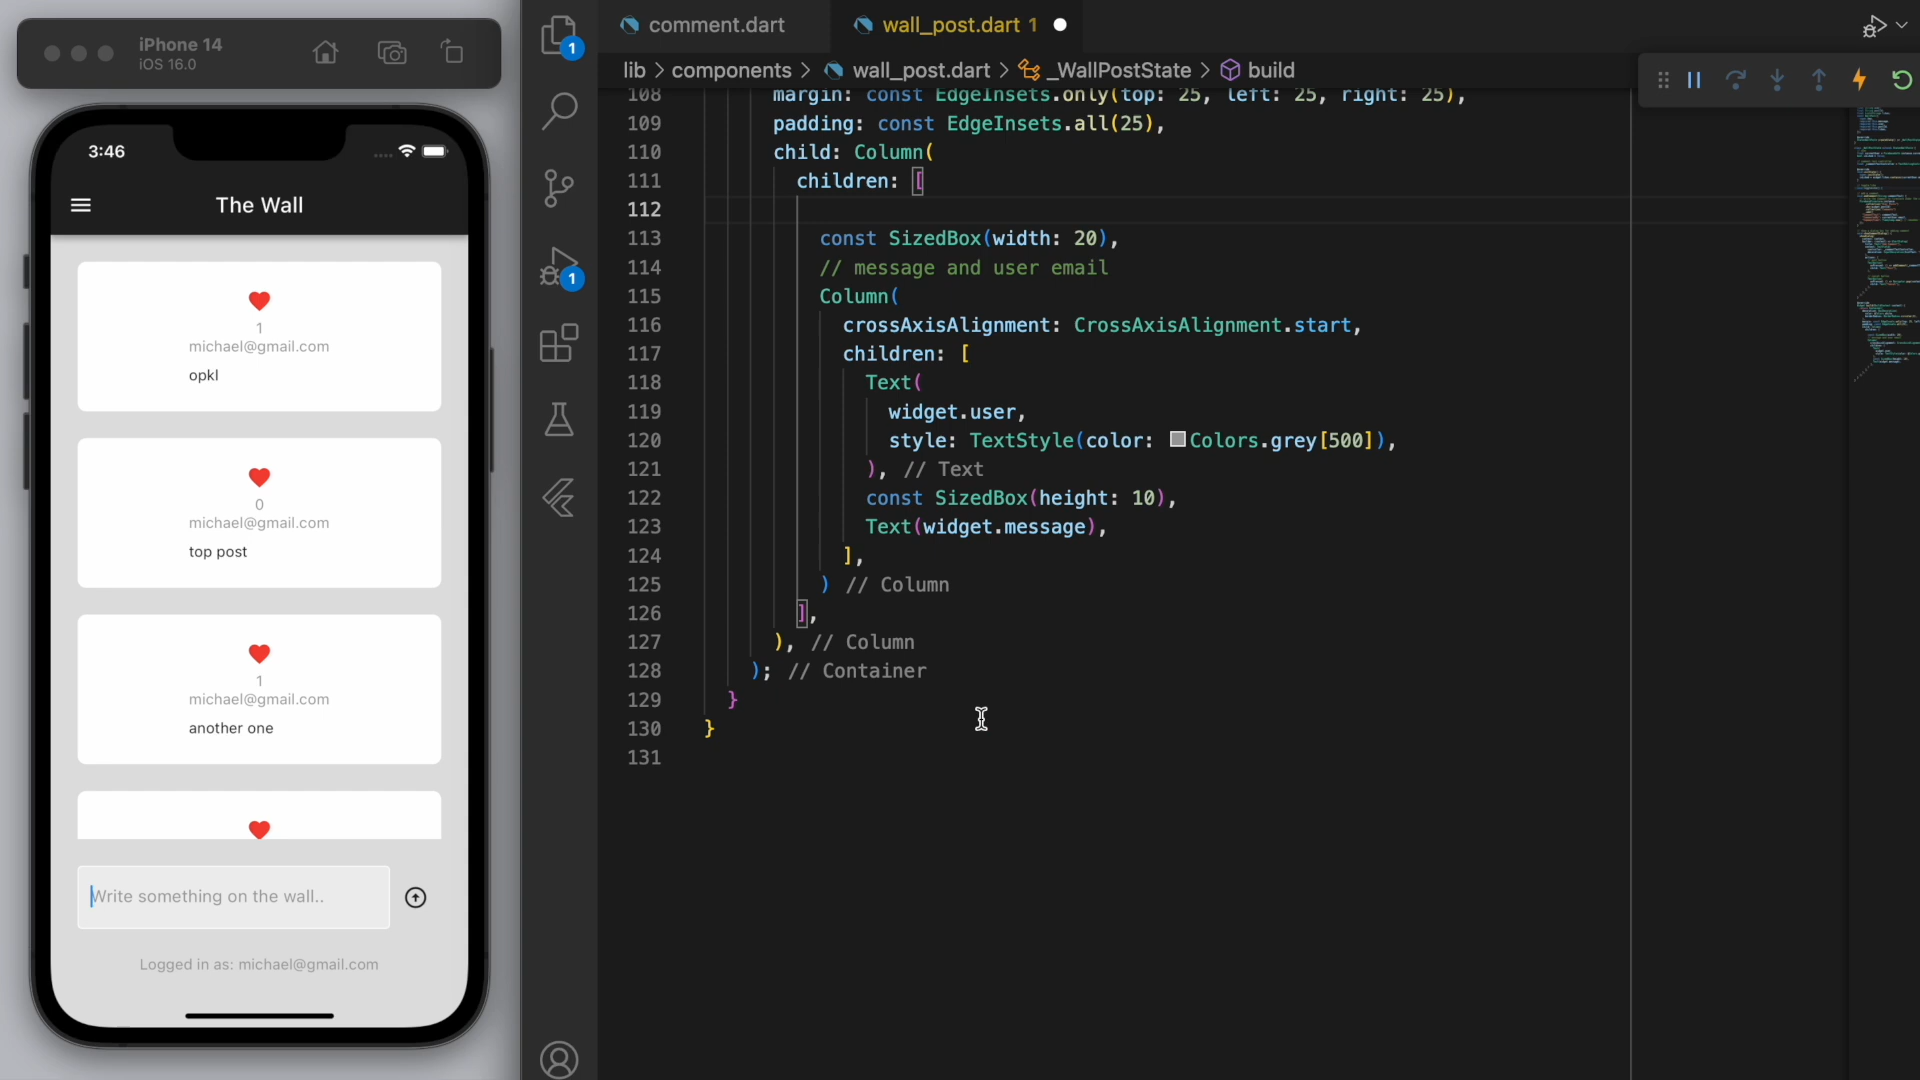 iPhone 14
iOS 16.0
3:46
The Wall
1
michael@gmail.com
opkl
0
michael@gmail.com
top post
1
michael@gmail.com
another one
Write something on the wall..
Logged in as: michael@gmail.com
1
1
comment.dart
wall_post.dart 1
lib > components > wall_post.dart > _WallPostState > build
108 margin: const EdgeInsets.only(top: 25, left: 25, right: 25),
109 padding: const EdgeInsets.all(25),
110 child: Column(
111 children: [
112
113 const SizedBox(width: 20),
114 // message and user email
115 Column(
116 crossAxisAlignment: CrossAxisAlignment.start,
117 children: [
118 Text(
119 widget.user,
120 style: TextStyle(color: Colors.grey[500]),
121 ), // Text
122 const SizedBox(height: 10),
123 Text(widget.message),
124 ],
125 ) // Column
126 ],
127 ), // Column
128 ); // Container
129 }
130 }
131